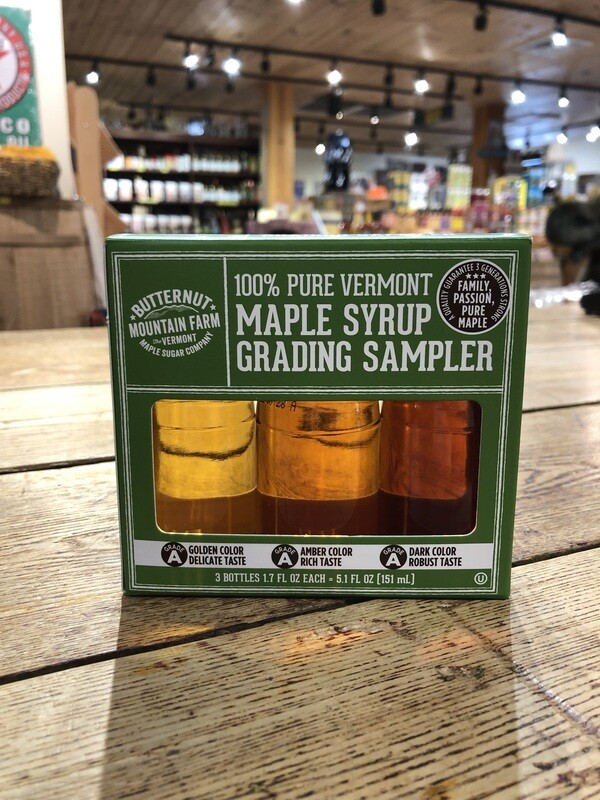 CO
BUTTERNUT
MOUNTAIN FARM
VERMONT
MAPLE SUGAR COMPANY
100% PURE VERMONT
MAPLE SYRUP
GRADING SAMPLER
A QUALITY GUARANTEE 3 GENERATIONS STRONG
FAMILY,
PASSION,
PURE
MAPLE
GRADE A
GOLDEN COLOR
DELICATE TASTE
GRADE A
AMBER COLOR
RICH TASTE
GRADE A
DARK COLOR
ROBUST TASTE
3 BOTTLES 1.7 FL OZ EACH = 5.1 FL OZ [151 mL]
U